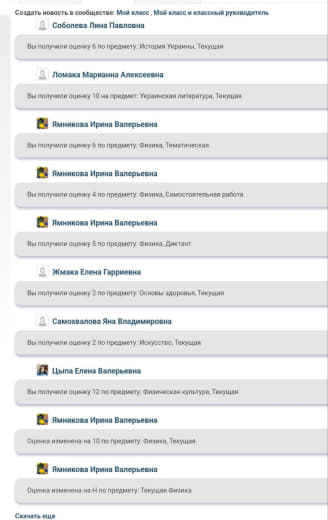 Создать новость в сообществе: Мой класс , Мой класс и классный руководитель
Соболева Лина Павловна
Вы получили оценку 6 по предмету: История Украины, Текущая
Ломака Марианна Алексеевна
Вы получили оценку 10 на предмет: Украинская литература, Текущая
Ямникова Ирина Валерьевна
Вы получили оценку 6 по предмету: Физика, Тематическая
Ямникова Ирина Валерьевна
Вы получили оценку 4 по предмету: Физика, Самостоятельная работа
Ямникова Ирина Валерьевна
Вы получили оценку 5 по предмету: Физика, Диктант
Жмака Елена Гарриевна
Вы получили оценку 2 по предмету: Основы здоровья, Текущая
Самохвалова Яна Владимировна
Вы получили оценку 2 по предмету: Искусство, Текущая
Цыпа Елена Валерьевна
Вы получили оценку 12 по предмету: Физическая культура, Текущая
Ямникова Ирина Валерьевна
Оценка изменена на 10 по предмету: Физика, Текущая
Ямникова Ирина Валерьевна
Оценка изменена на Н по предмету: Текущая Физика
Скачать еще